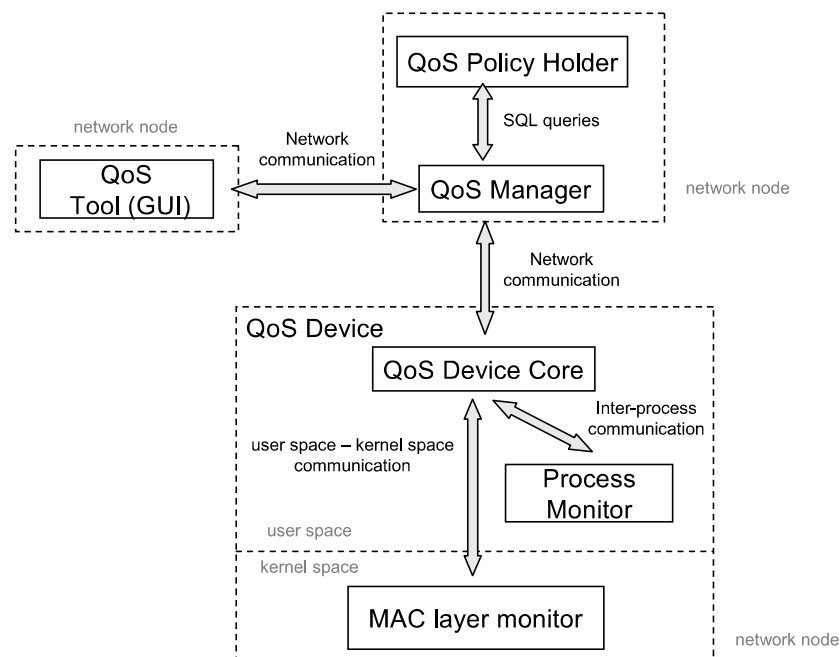 QoS Policy Holder
SQL queries
network node
Network
communication
QoS
Tool (GUI)
QoS Manager
network node
Network
communication
QoS Device
QoS Device Core
Inter-process
communication
user space – kernel space
communication
Process
Monitor
user space
kernel space
MAC layer monitor
network node